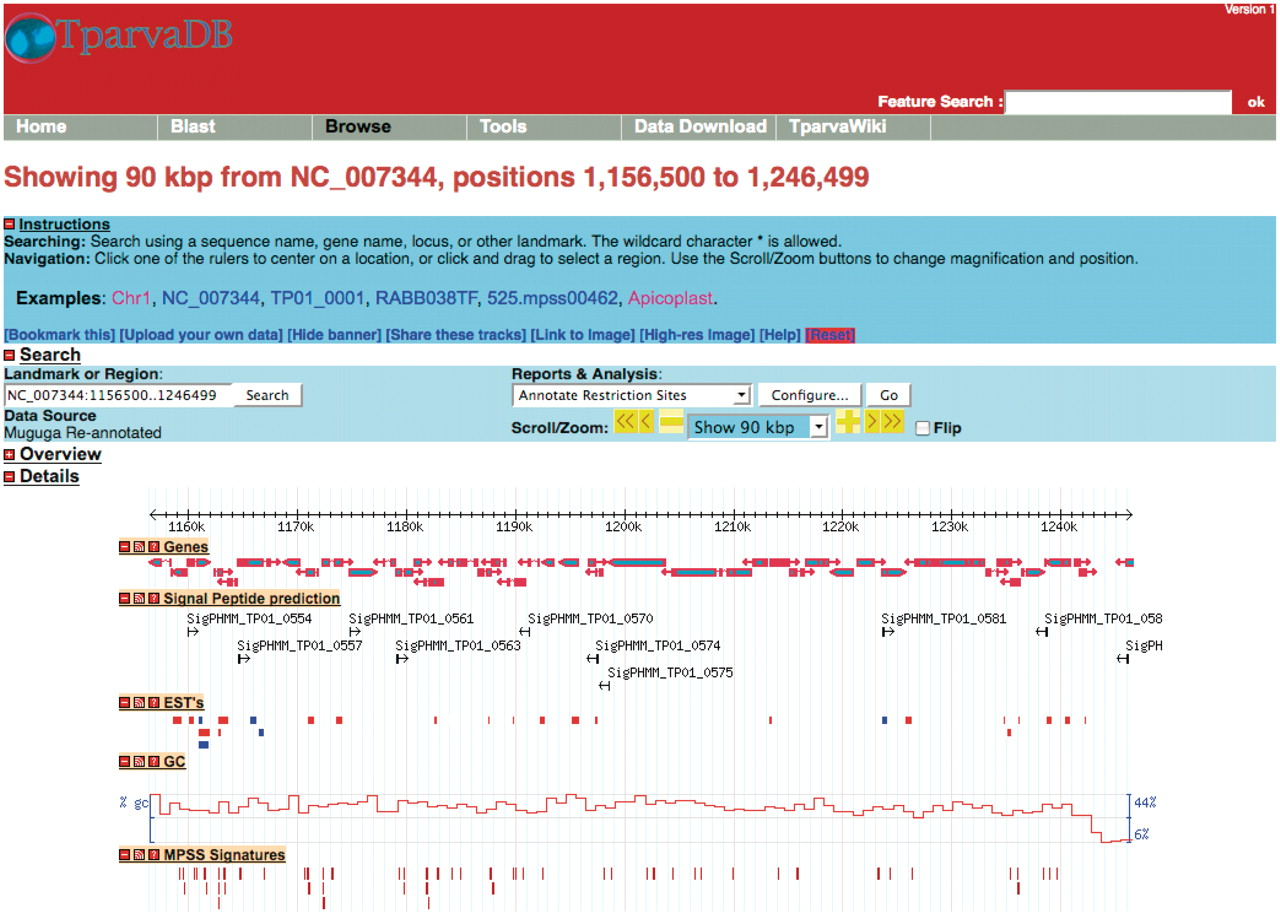 Version 1
TparvaDB
Feature Search : ok
Home Blast Browse Tools Data Download TparvaWiki
Showing 90 kbp from NC_007344, positions 1,156,500 to 1,246,499
Instructions
Searching: Search using a sequence name, gene name, locus, or other landmark. The wildcard character * is allowed.
Navigation: Click one of the rulers to center on a location, or click and drag to select a region. Use the Scroll/Zoom buttons to change magnification and position.
Examples: Chr1, NC_007344, TP01_0001, RABB038TF, 525.mpss00462, Apicoplast.
[Bookmark this] [Upload your own data] [Hide banner] [Share these tracks] [Link to Image] [High-res Image] [Help] [Reset]
Search
Landmark or Region: Reports & Analysis:
NC_007344:1156500..1246499 Search Annotate Restriction Sites Configure... Go
Data Source
Muguga Re-annotated
Scroll/Zoom: << < Show 90 kbp > >> Flip
Overview
Details
1160k 1170k 1180k 1190k 1200k 1210k 1220k 1230k 1240k
Genes
Signal Peptide prediction
SigPHMM_TP01_0554 SigPHMM_TP01_0561 SigPHMM_TP01_0570 SigPHMM_TP01_0581 SigPHMM_TP01_058
SigPHMM_TP01_0557 SigPHMM_TP01_0563 SigPHMM_TP01_0574 SigPH
SigPHMM_TP01_0575
EST's
GC
% gc 44%
6%
MPSS Signatures